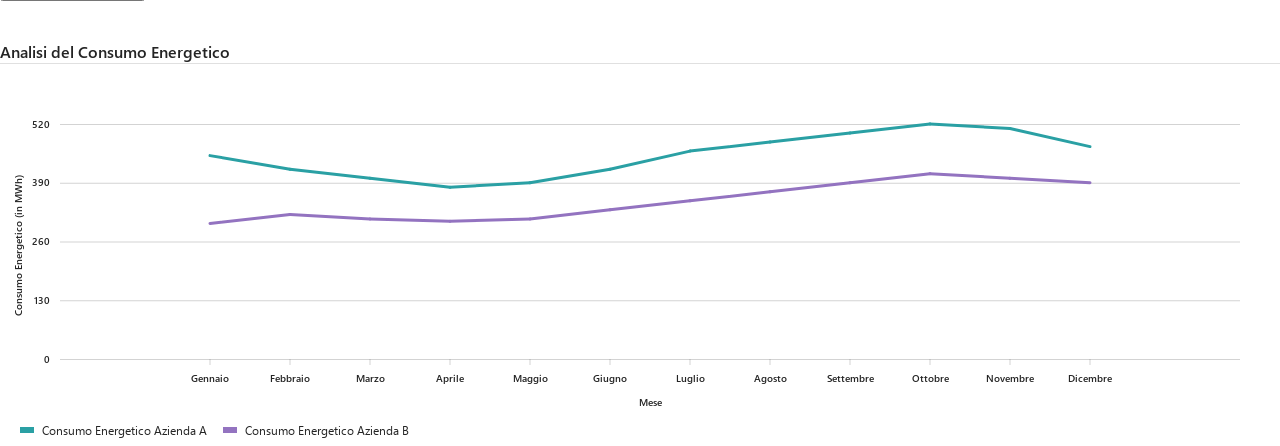 Analisi del Consumo Energetico
520
390
260
130
0
Consumo Energetico (in MWh)
Gennaio Febbraio Marzo Aprile Maggio Giugno Luglio Agosto Settembre Ottobre Novembre Dicembre
Mese
Consumo Energetico Azienda A Consumo Energetico Azienda B